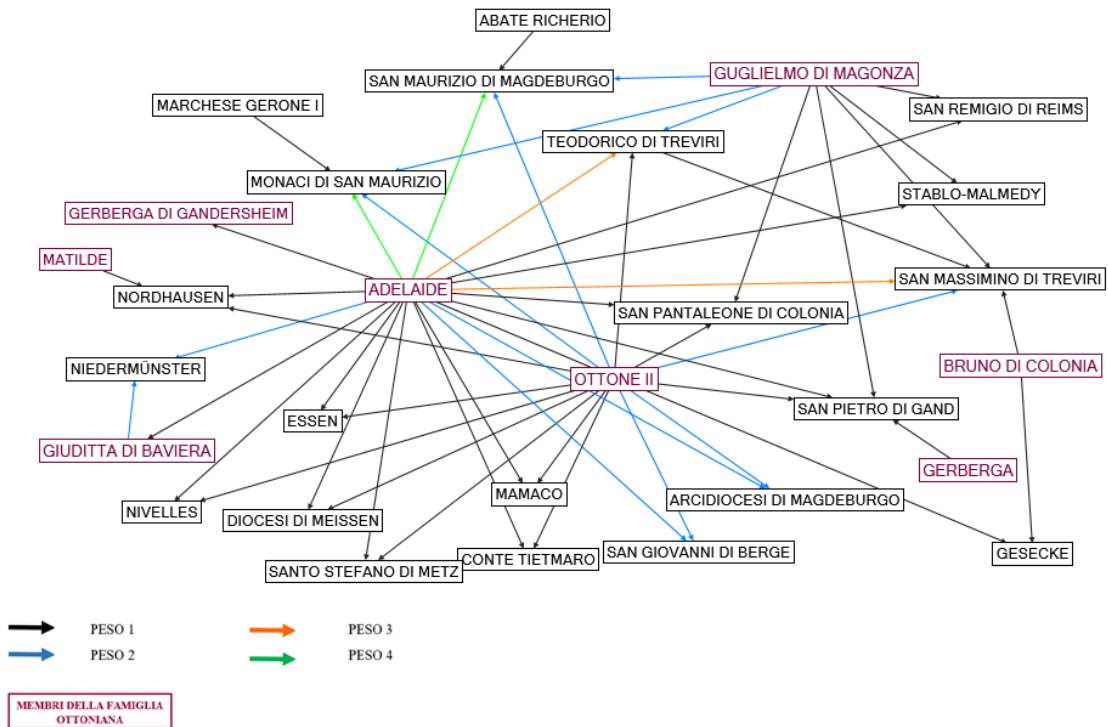 ABATE RICHERIO
GUGLIELMO DI MAGONZA
SAN MAURIZIO DI MAGDEBURGO
MARCHESE GERONE I
SAN REMIGIO DI REIMS
TEODORICO DI TREVIRI
MONACI DI SAN MAURIZIO
STABLO-MALMEDY
GERBERGA DI GANDERSHEIM
MATILDE
SAN MASSIMINO DI TREVIRI
ADELAIDE
NORDHAUSEN
SAN PANTALEONE DI COLONIA
NIEDERMÜNSTER
BRUNO DI COLONIA
OTTONE II
SAN PIETRO DI GAND
ESSEN
GIUDITTA DI BAVIERA
GERBERGA
MAMACO
ARCIDIOCESI DI MAGDEBURGO
NIVELLES
DIOCESI DI MEISSEN
SAN GIOVANNI DI BERGE
GESECKE
CONTE TIETMARO
SANTO STEFANO DI METZ
PESO 1
PESO 3
PESO 2
PESO 4
MEMBRI DELLA FAMIGLIA
OTTONIANA